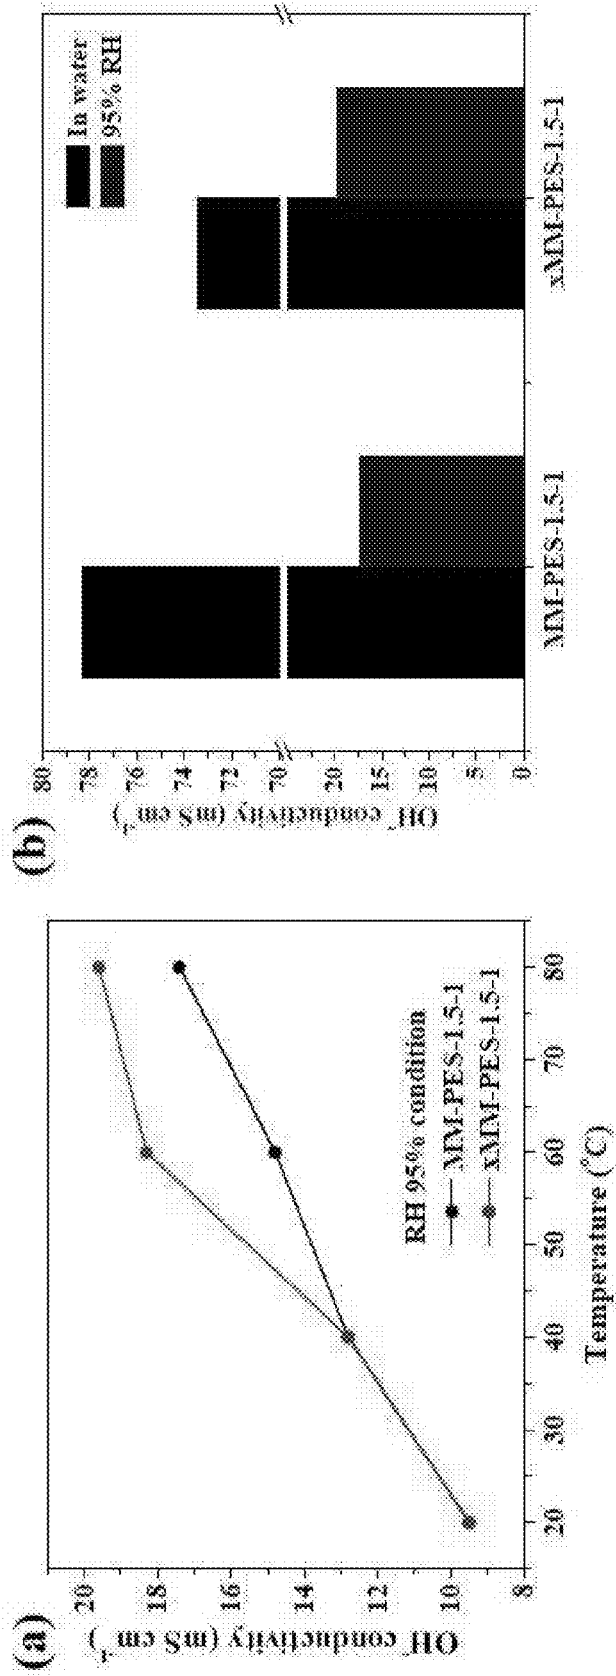 (a)
OH⁻ conductivity (mS cm⁻¹)
20
18
16
14
12
10
8
RH 95% condition
MM-PES-1.5-1
xMM-PES-1.5-1
20
30
40
50
60
70
80
Temperature (°C)
(b)
OH⁻ conductivity (mS cm⁻¹)
80
78
76
74
72
70
20
15
10
5
0
In water
95% RH
MM-PES-1.5-1
xMM-PES-1.5-1